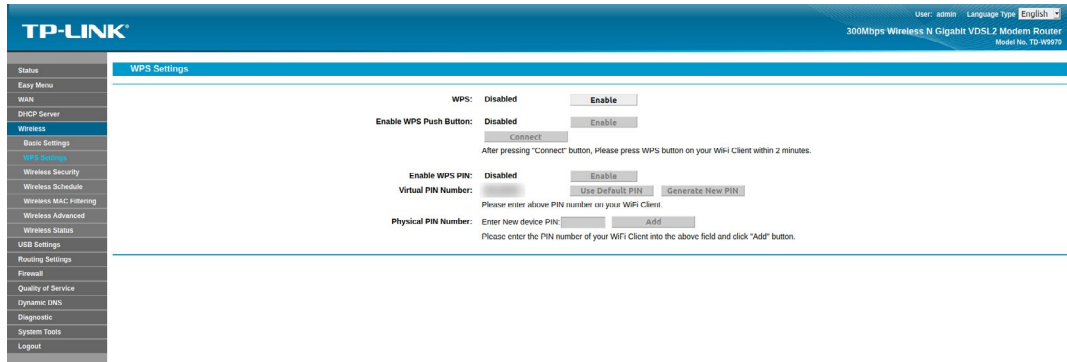 User: admin Language Type English
TP-LINK®
300Mbps Wireless N Gigabit VDSL2 Modem Router
Model No. TD-W9970
Status
Easy Menu
WAN
DHCP Server
Wireless
Basic Settings
WPS Settings
Wireless Security
Wireless Schedule
Wireless MAC Filtering
Wireless Advanced
Wireless Status
USB Settings
Routing Settings
Firewall
Quality of Service
Dynamic DNS
Diagnostic
System Tools
Logout
WPS Settings
WPS: Disabled Enable
Enable WPS Push Button: Disabled Enable
Connect
After pressing "Connect" button, Please press WPS button on your WiFi Client within 2 minutes.
Enable WPS PIN: Disabled Enable
Virtual PIN Number: Use Default PIN Generate New PIN
Please enter above PIN number on your WiFi Client.
Physical PIN Number: Enter New device PIN: Add
Please enter the PIN number of your WiFi Client into the above field and click "Add" button.